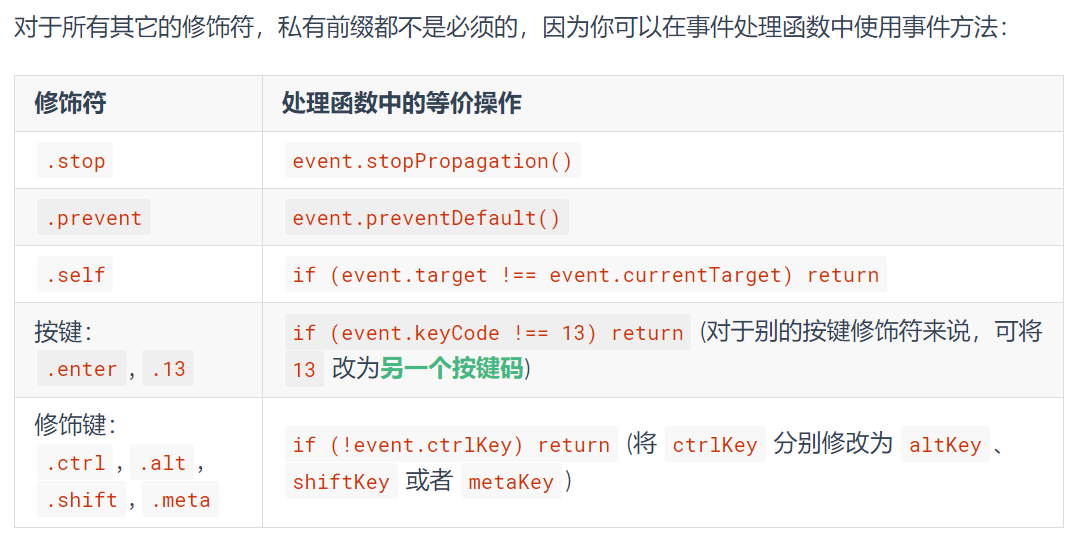 对于所有其它的修饰符，私有前缀都不是必须的，因为你可以在事件处理函数中使用事件方法：
修饰符 处理函数中的等价操作
.stop event.stopPropagation()
.prevent event.preventDefault()
.self if (event.target !== event.currentTarget) return
按键：
.enter, .13
if (event.keyCode !== 13) return (对于别的按键修饰符来说，可将
13 改为另一个按键码)
修饰键：
.ctrl, .alt,
.shift, .meta
if (!event.ctrlKey) return (将 ctrlKey 分别修改为 altKey、
shiftKey 或者 metaKey)